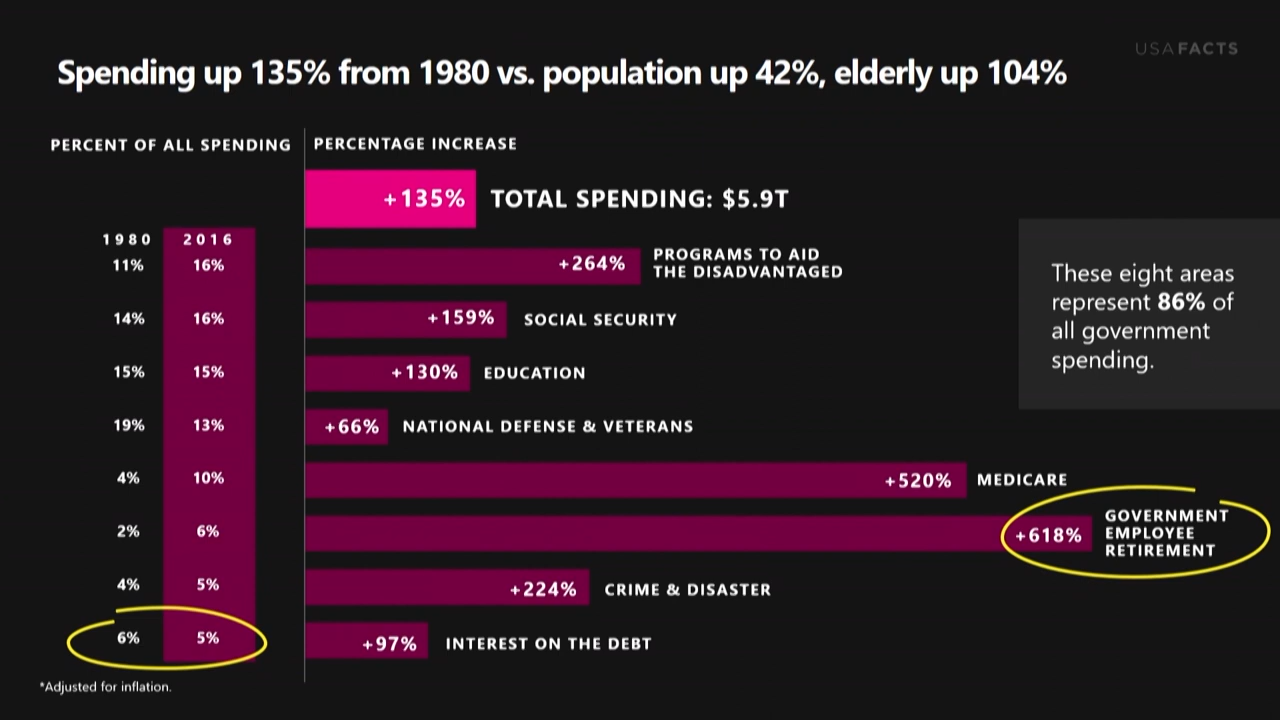 USAFACTS
Spending up 135% from 1980 vs. population up 42%, elderly up 104%
PERCENT OF ALL SPENDING
PERCENTAGE INCREASE
+135% TOTAL SPENDING: $5.9T
1980 2016
11% 16% +264% PROGRAMS TO AID
THE DISADVANTAGED
14% 16% +159% SOCIAL SECURITY
15% 15% +130% EDUCATION
19% 13% +66% NATIONAL DEFENSE & VETERANS
4% 10% +520% MEDICARE
2% 6% +618% GOVERNMENT
EMPLOYEE
RETIREMENT
4% 5% +224% CRIME & DISASTER
6% 5% +97% INTEREST ON THE DEBT
These eight areas
represent 86% of
all government
spending.
*Adjusted for inflation.